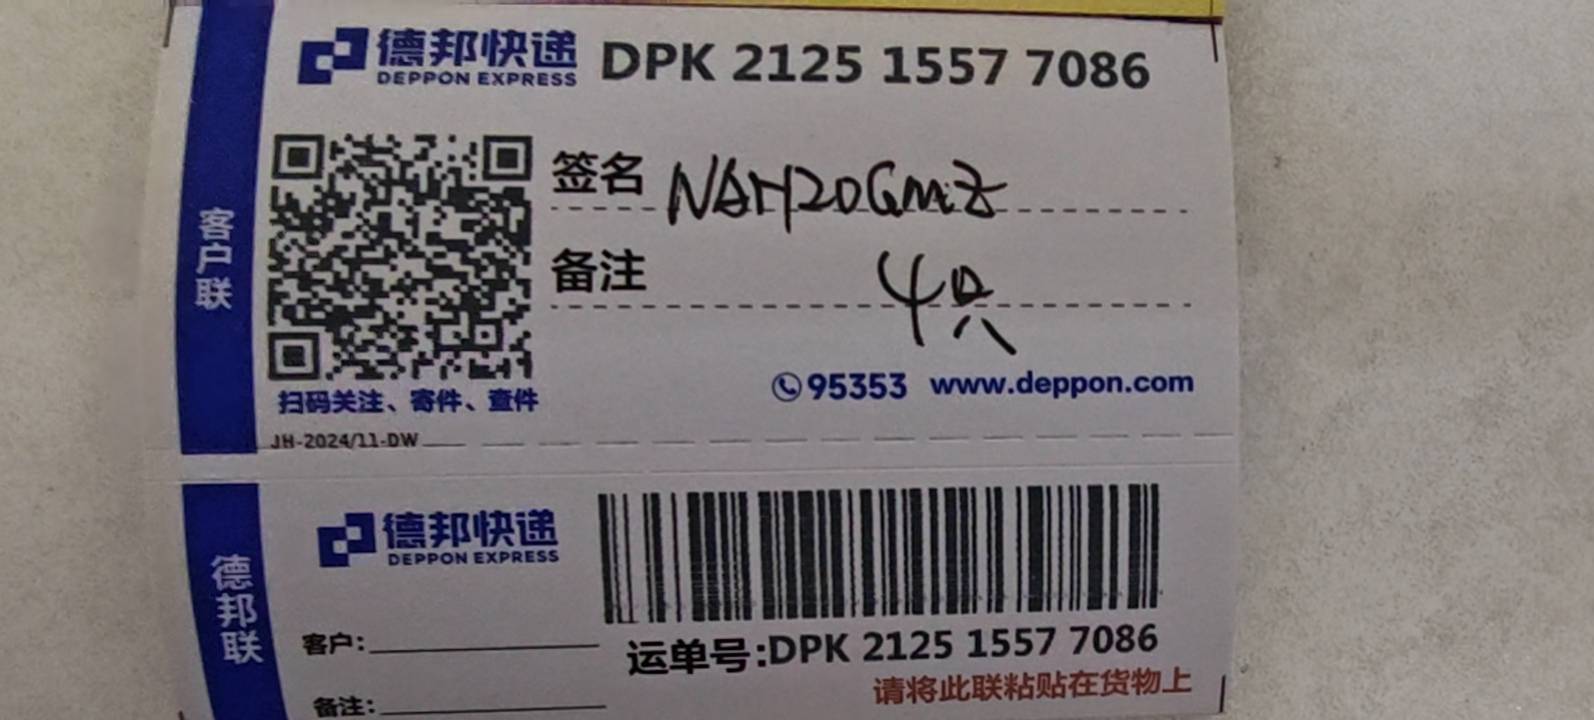 德邦快递 DPK 2125 1557 7086
DEPPON EXPRESS
客户联
签名 NAH20GmZ
备注 4只
扫码关注、寄件、查件
95353 www.deppon.com
JH-2024/11-DW
德邦联
德邦快递
DEPPON EXPRESS
客户:
运单号:DPK 2125 1557 7086
请将此联粘贴在货物上
备注: